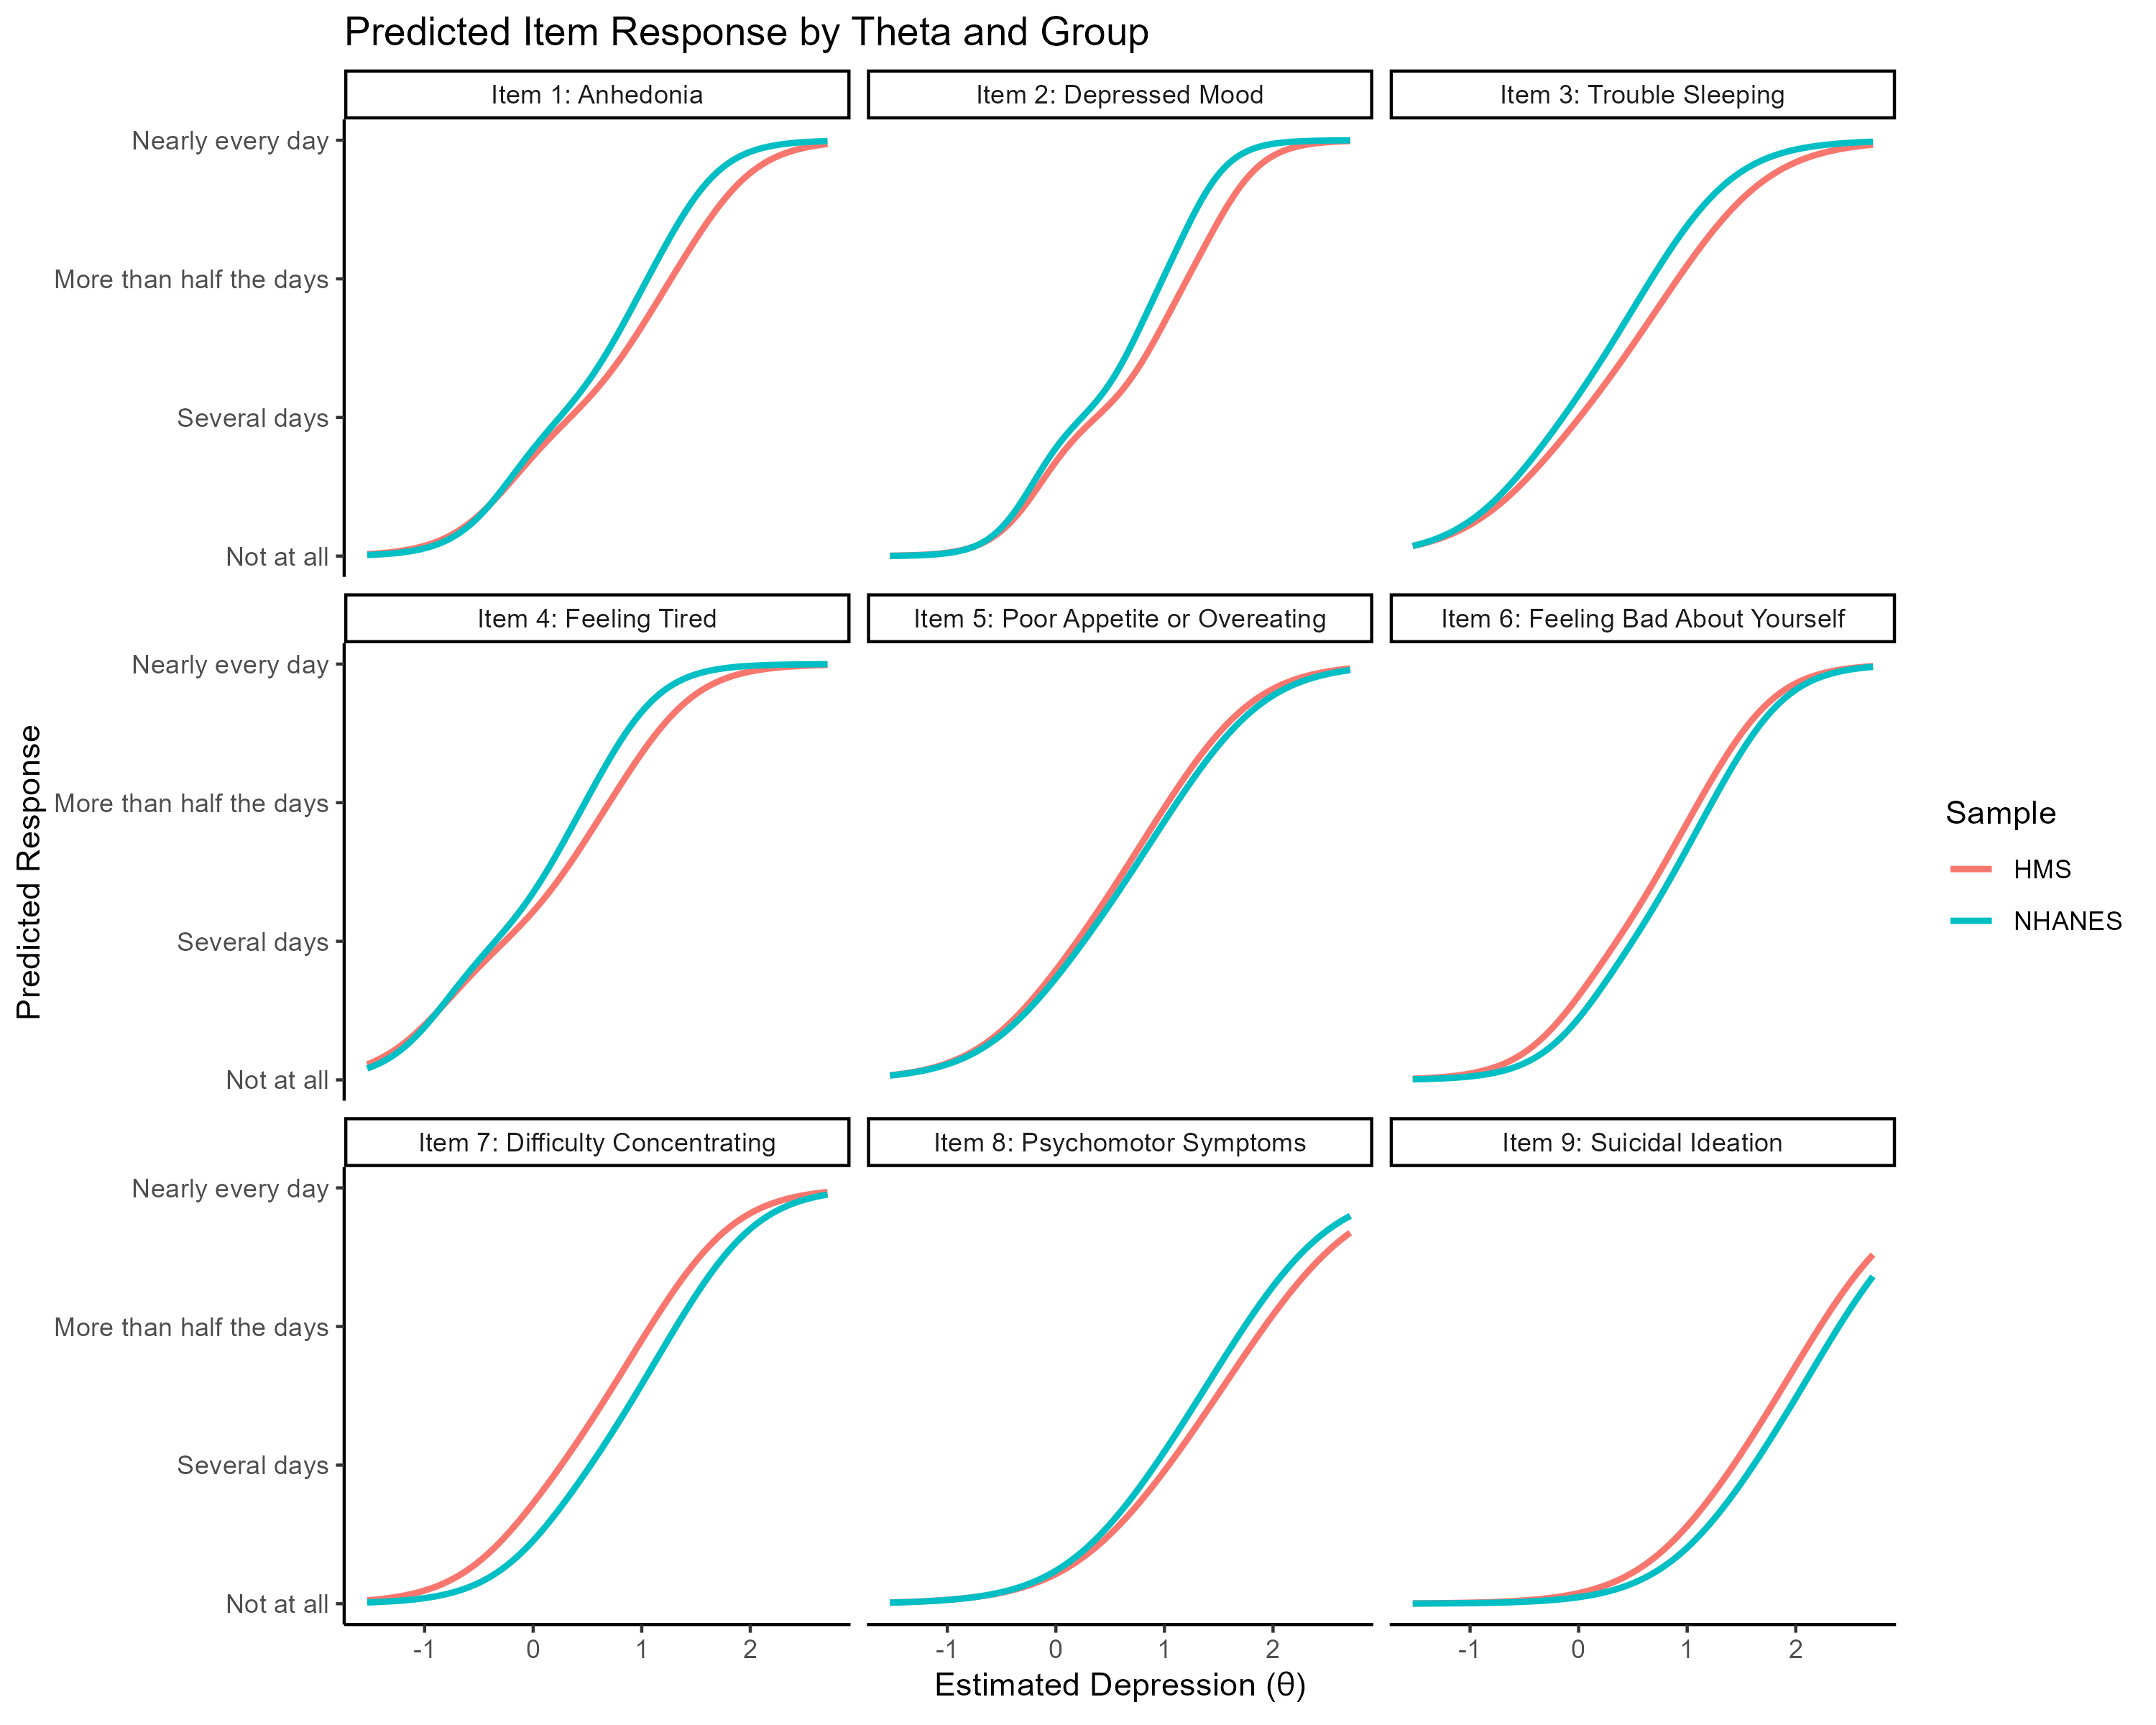 Predicted Item Response by Theta and Group
Item 1: Anhedonia
Item 2: Depressed Mood
Item 3: Trouble Sleeping
Nearly every day
More than half the days
Several days
Not at all
Item 4: Feeling Tired
Item 5: Poor Appetite or Overeating
Item 6: Feeling Bad About Yourself
Nearly every day
More than half the days
Several days
Not at all
Item 7: Difficulty Concentrating
Item 8: Psychomotor Symptoms
Item 9: Suicidal Ideation
Nearly every day
More than half the days
Several days
Not at all
-1 0 1 2
-1 0 1 2
-1 0 1 2
Estimated Depression (θ)
Predicted Response
Sample
HMS
NHANES